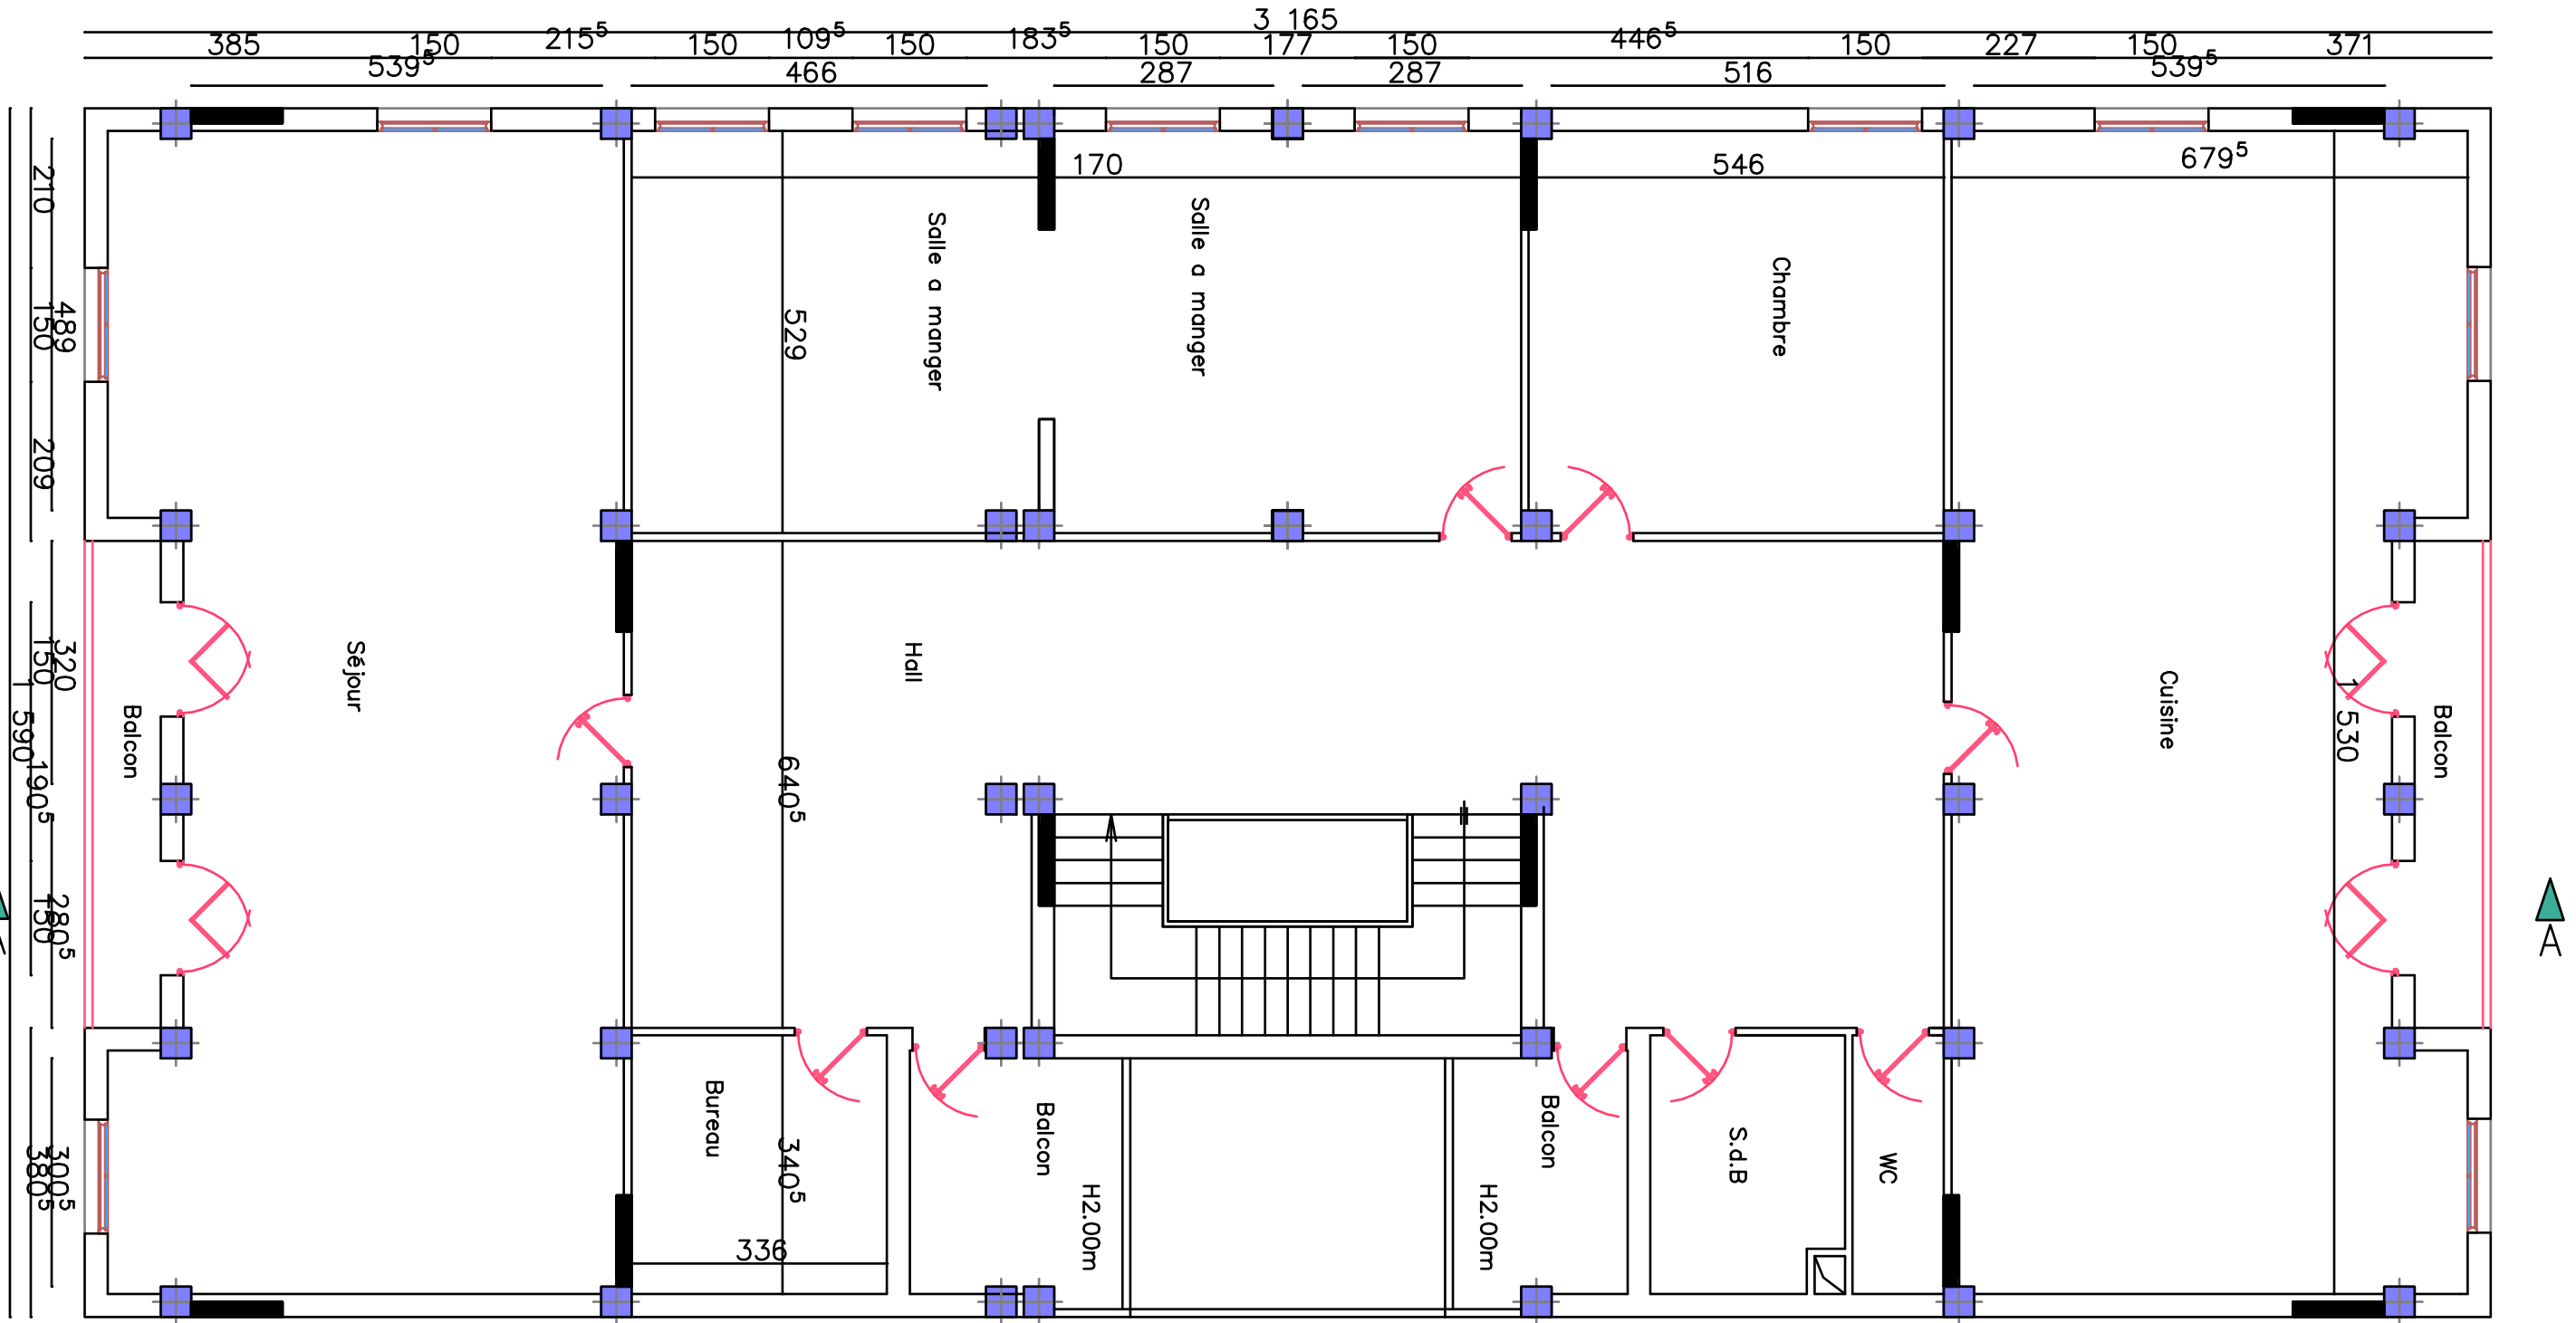 3 165
385 150 215⁵ 150 109⁵ 150 183⁵ 150 177 150 446⁵ 150 227 150 371
539⁵ 466 287 287 516 539⁵
170 546 679⁵
210
489
150
209
529
Salle a manger
Salle a manger
Chambre
320
150
1 590
190⁵
280⁵
150
300⁵
380⁵
Balcon
Séjour
Hall
640⁵
Cuisine
1 530
Balcon
A
A
Bureau
340⁵
336
Balcon
H2.00m
H2.00m
Balcon
S.d.B
WC